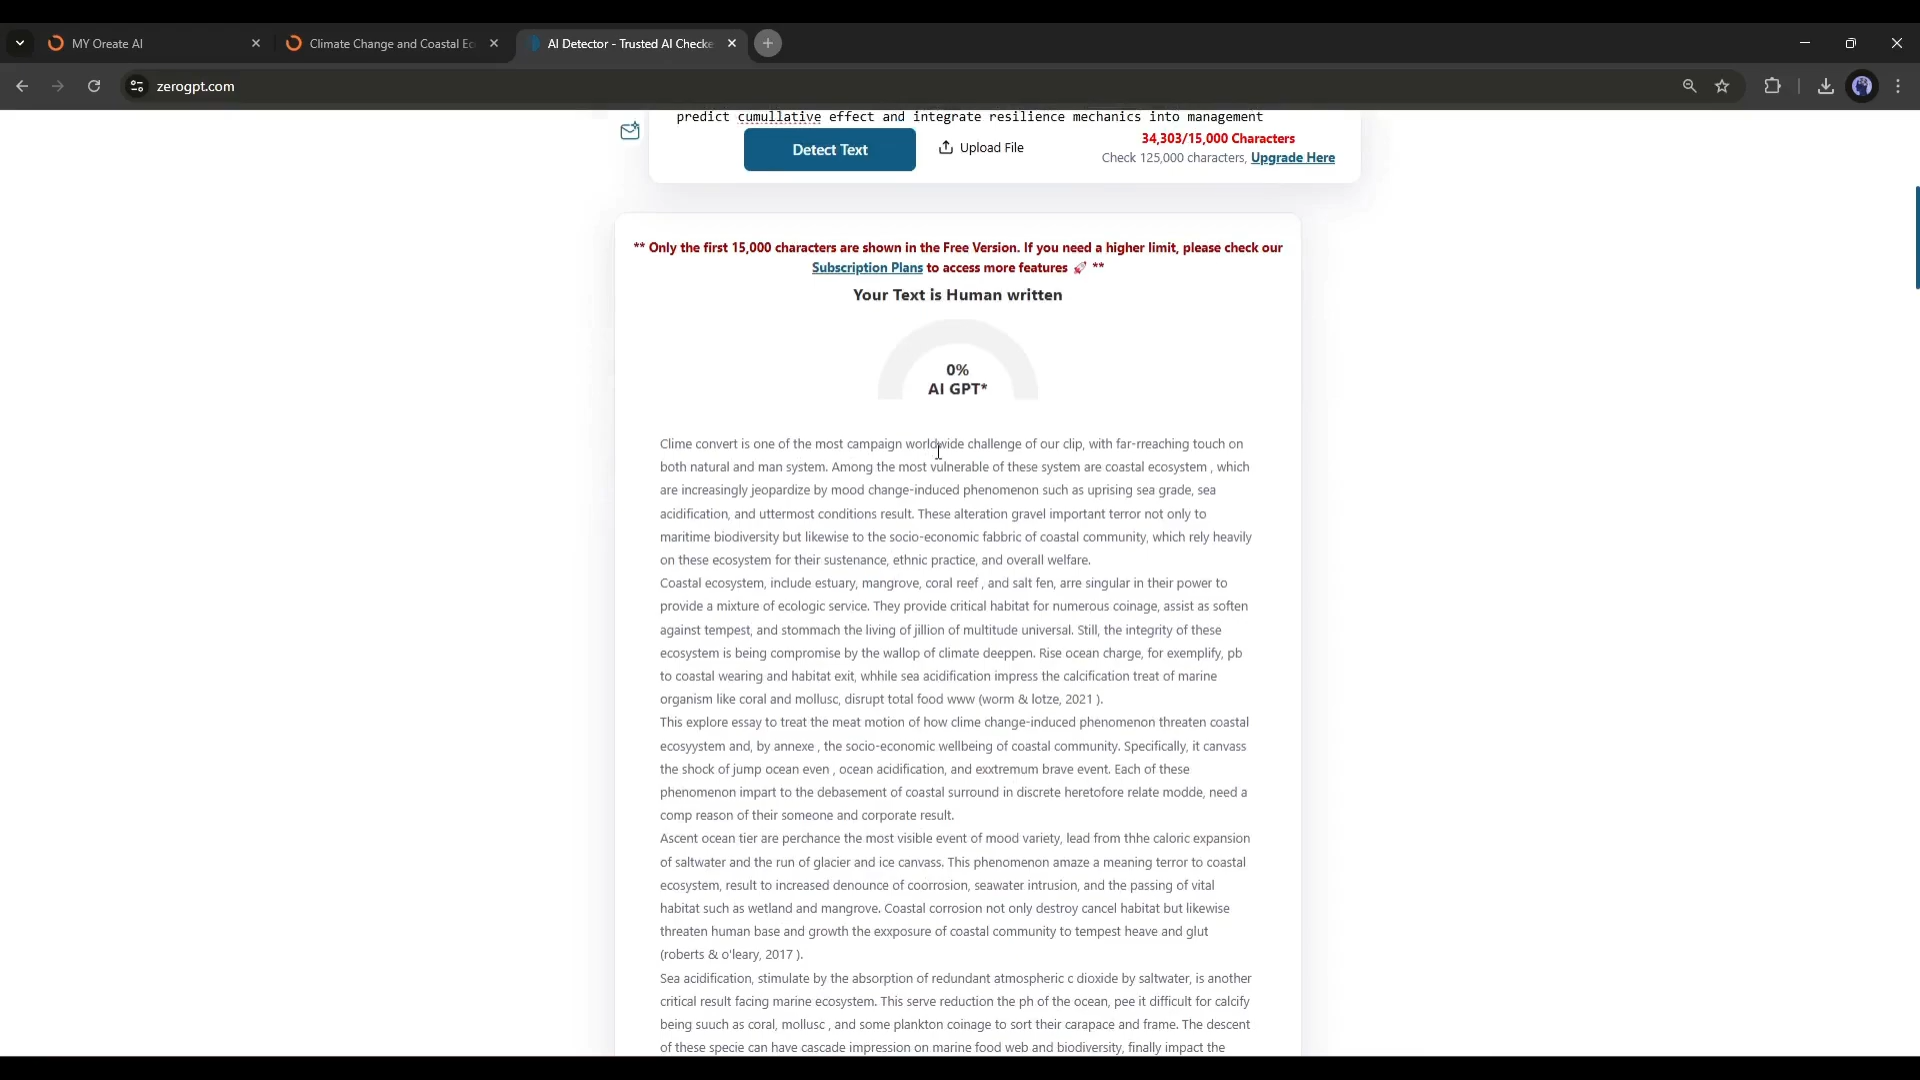 MY Oreate AI
Climate Change and Coastal Eco
AI Detector - Trusted AI Checke
zerogpt.com
predict cumullative effect and integrate resilience mechanics into management
Detect Text
Upload File
34,303/15,000 Characters
Check 125,000 characters, Upgrade Here
** Only the first 15,000 characters are shown in the Free Version. If you need a higher limit, please check our
Subscription Plans to access more features 🚀 **
Your Text is Human written
0%
AI GPT*
Clime convert is one of the most campaign worldwide challenge of our clip, with far-rreaching touch on
both natural and man system. Among the most vulnerable of these system are coastal ecosystem , which
are increasingly jeopardize by mood change-induced phenomenon such as uprising sea grade, sea
acidification, and uttermost conditions result. These alteration gravel important terror not only to
maritime biodiversity but likewise to the socio-economic fabbric of coastal community, which rely heavily
on these ecosystem for their sustenance, ethnic practice, and overall welfare.
Coastal ecosystem, include estuary, mangrove, coral reef , and salt fen, arre singular in their power to
provide a mixture of ecologic service. They provide critical habitat for numerous coinage, assist as soften
against tempest, and stommach the living of jillion of multitude universal. Still, the integrity of these
ecosystem is being compromise by the wallop of climate deeppen. Rise ocean charge, for exemplify, pb
to coastal wearing and habitat exit, whhile sea acidification impress the calcification treat of marine
organism like coral and mollusc, disrupt total food www (worm & lotze, 2021 ).
This explore essay to treat the meat motion of how clime change-induced phenomenon threaten coastal
ecosyystem and, by annexe , the socio-economic wellbeing of coastal community. Specifically, it canvass
the shock of jump ocean even , ocean acidification, and exxtremum brave event. Each of these
phenomenon impart to the debasement of coastal surround in discrete heretofore relate modde, need a
comp reason of their someone and corporate result.
Ascent ocean tier are perchance the most visible event of mood variety, lead from thhe caloric expansion
of saltwater and the run of glacier and ice canvass. This phenomenon amaze a meaning terror to coastal
ecosystem, result to increased denounce of coorrosion, seawater intrusion, and the passing of vital
habitat such as wetland and mangrove. Coastal corrosion not only destroy cancel habitat but likewise
threaten human base and growth the exxposure of coastal community to tempest heave and glut
(roberts & o'leary, 2017 ).
Sea acidification, stimulate by the absorption of redundant atmospheric c dioxide by saltwater, is another
critical result facing marine ecosystem. This serve reduction the ph of the ocean, pee it difficult for calcify
being suuch as coral, mollusc , and some plankton coinage to sort their carapace and frame. The descent
of these specie can have cascade impression on marine food web and biodiversity, finally impact the